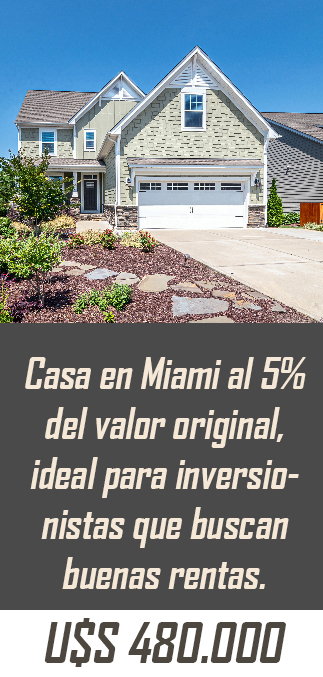 Casa en Miami al 5%
del valor original,
ideal para inversio-
nistas que buscan
buenas rentas.
U$S 480.000